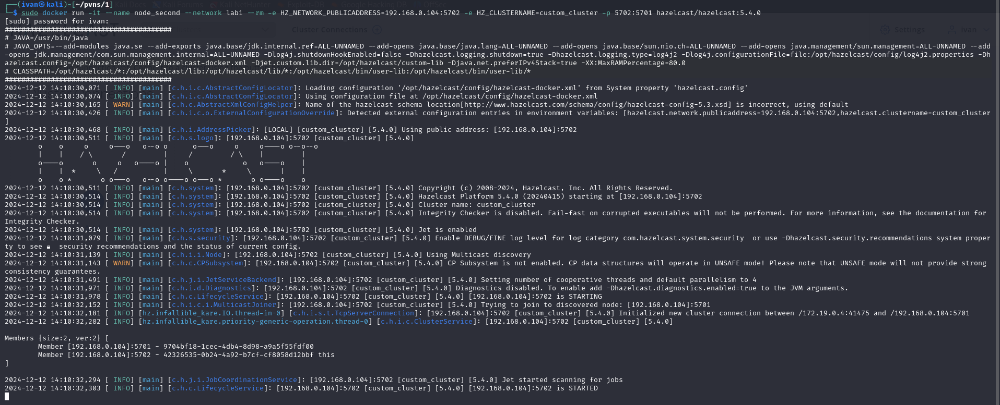 ┌──(ivan㉿kali)-[~/pvns/1]
└─$ sudo docker run -it --name node_second --network lab1 --rm -e HZ_NETWORK_PUBLICADDRESS=192.168.0.104:5702 -e HZ_CLUSTERNAME=custom_cluster -p 5702:5701 hazelcast/hazelcast:5.4.0
[sudo] password for ivan:
########################################
# JAVA=/usr/bin/java
# JAVA_OPTS=--add-modules java.se --add-exports java.base/jdk.internal.ref=ALL-UNNAMED --add-opens java.base/java.lang=ALL-UNNAMED --add-opens java.base/sun.nio.ch=ALL-UNNAMED --add-opens java.management/sun.management=ALL-UNNAMED --add
-opens jdk.management/com.sun.management.internal=ALL-UNNAMED -Dlog4j.shutdownHookEnabled=false -Dhazelcast.logging.shutdown=true -Dhazelcast.logging.type=log4j2 -Dlog4j.configurationFile=file:/opt/hazelcast/config/log4j2.properties -Dh
azelcast.config=/opt/hazelcast/config/hazelcast-docker.xml -Djet.custom.lib.dir=/opt/hazelcast/custom-lib -Djava.net.preferIPv4Stack=true -XX:MaxRAMPercentage=80.0
# CLASSPATH=/opt/hazelcast/*:/opt/hazelcast/lib:/opt/hazelcast/lib/*:/opt/hazelcast/bin/user-lib:/opt/hazelcast/bin/user-lib/*
########################################
2024-12-12 14:10:30,071 [ INFO] [main] [c.h.i.c.AbstractConfigLocator]: Loading configuration '/opt/hazelcast/config/hazelcast-docker.xml' from System property 'hazelcast.config'
2024-12-12 14:10:30,074 [ INFO] [main] [c.h.i.c.AbstractConfigLocator]: Using configuration file at /opt/hazelcast/config/hazelcast-docker.xml
2024-12-12 14:10:30,165 [ WARN] [main] [c.h.c.AbstractXmlConfigHelper]: Name of the hazelcast schema location[http://www.hazelcast.com/schema/config/hazelcast-config-5.3.xsd] is incorrect, using default
2024-12-12 14:10:30,426 [ INFO] [main] [c.h.i.c.o.ExternalConfigurationOverride]: Detected external configuration entries in environment variables: [hazelcast.network.publicaddress=192.168.0.104:5702,hazelcast.clustername=custom_cluster
]
2024-12-12 14:10:30,468 [ INFO] [main] [c.h.i.AddressPicker]: [LOCAL] [custom_cluster] [5.4.0] Using public address: [192.168.0.104]:5702
2024-12-12 14:10:30,511 [ INFO] [main] [c.h.s.logo]: [192.168.0.104]:5702 [custom_cluster] [5.4.0]
        o    o     o     o---o   o--o o      o---o     o     o----o o--o--o
        |    |    / \       /         |     /         / \    |         |
        o----o       o     o   o----o |    o             o   o----o    |
        |    |  *     \   /           |     \       *     \       |    |
        o    o *       o o---o   o--o o----o o---o *       o o----o    o
2024-12-12 14:10:30,511 [ INFO] [main] [c.h.system]: [192.168.0.104]:5702 [custom_cluster] [5.4.0] Copyright (c) 2008-2024, Hazelcast, Inc. All Rights Reserved.
2024-12-12 14:10:30,514 [ INFO] [main] [c.h.system]: [192.168.0.104]:5702 [custom_cluster] [5.4.0] Hazelcast Platform 5.4.0 (20240415) starting at [192.168.0.104]:5702
2024-12-12 14:10:30,514 [ INFO] [main] [c.h.system]: [192.168.0.104]:5702 [custom_cluster] [5.4.0] Cluster name: custom_cluster
2024-12-12 14:10:30,514 [ INFO] [main] [c.h.system]: [192.168.0.104]:5702 [custom_cluster] [5.4.0] Integrity Checker is disabled. Fail-fast on corrupted executables will not be performed. For more information, see the documentation for
Integrity Checker.
2024-12-12 14:10:30,514 [ INFO] [main] [c.h.system]: [192.168.0.104]:5702 [custom_cluster] [5.4.0] Jet is enabled
2024-12-12 14:10:31,079 [ INFO] [main] [c.h.s.security]: [192.168.0.104]:5702 [custom_cluster] [5.4.0] Enable DEBUG/FINE log level for log category com.hazelcast.system.security  or use -Dhazelcast.security.recommendations system proper
ty to see 🔒  security recommendations and the status of current config.
2024-12-12 14:10:31,139 [ INFO] [main] [c.h.i.i.Node]: [192.168.0.104]:5702 [custom_cluster] [5.4.0] Using Multicast discovery
2024-12-12 14:10:31,143 [ WARN] [main] [c.h.c.CPSubsystem]: [192.168.0.104]:5702 [custom_cluster] [5.4.0] CP Subsystem is not enabled. CP data structures will operate in UNSAFE mode! Please note that UNSAFE mode will not provide strong
consistency guarantees.
2024-12-12 14:10:31,491 [ INFO] [main] [c.h.j.i.JetServiceBackend]: [192.168.0.104]:5702 [custom_cluster] [5.4.0] Setting number of cooperative threads and default parallelism to 4
2024-12-12 14:10:31,971 [ INFO] [main] [c.h.i.d.Diagnostics]: [192.168.0.104]:5702 [custom_cluster] [5.4.0] Diagnostics disabled. To enable add -Dhazelcast.diagnostics.enabled=true to the JVM arguments.
2024-12-12 14:10:31,978 [ INFO] [main] [c.h.c.LifecycleService]: [192.168.0.104]:5702 [custom_cluster] [5.4.0] [192.168.0.104]:5702 is STARTING
2024-12-12 14:10:32,152 [ INFO] [main] [c.h.i.c.i.MulticastJoiner]: [192.168.0.104]:5702 [custom_cluster] [5.4.0] Trying to join to discovered node: [192.168.0.104]:5701
2024-12-12 14:10:32,181 [ INFO] [hz.infallible_kare.IO.thread-in-0] [c.h.i.s.t.TcpServerConnection]: [192.168.0.104]:5702 [custom_cluster] [5.4.0] Initialized new cluster connection between /172.19.0.4:41475 and /192.168.0.104:5701
2024-12-12 14:10:32,282 [ INFO] [hz.infallible_kare.priority-generic-operation.thread-0] [c.h.i.c.ClusterService]: [192.168.0.104]:5702 [custom_cluster] [5.4.0]
Members {size:2, ver:2} [
        Member [192.168.0.104]:5701 - 9704bf18-1cec-4db4-8d98-a9a5f55fdf00
        Member [192.168.0.104]:5702 - 42326535-0b24-4a92-b7cf-cf8058d12bbf this
]
2024-12-12 14:10:32,294 [ INFO] [main] [c.h.j.i.JobCoordinationService]: [192.168.0.104]:5702 [custom_cluster] [5.4.0] Jet started scanning for jobs
2024-12-12 14:10:32,303 [ INFO] [main] [c.h.c.LifecycleService]: [192.168.0.104]:5702 [custom_cluster] [5.4.0] [192.168.0.104]:5702 is STARTED